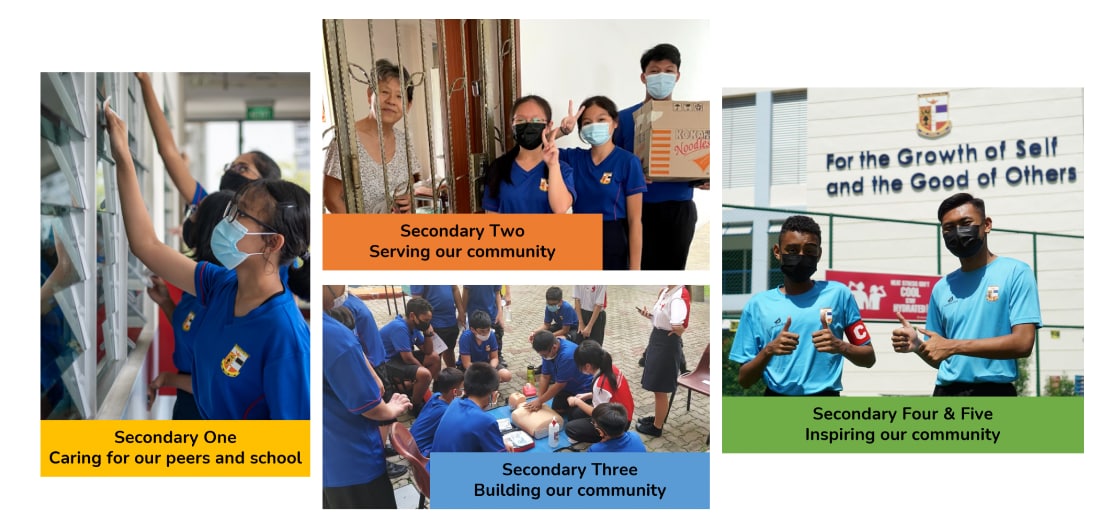 Secondary One
Caring for our peers and school
KOKA
Noodles
Secondary Two
Serving our community
Secondary Three
Building our community
For the Growth of Self
and the Good of Others
COOL
HYDRATED
C
Secondary Four & Five
Inspiring our community